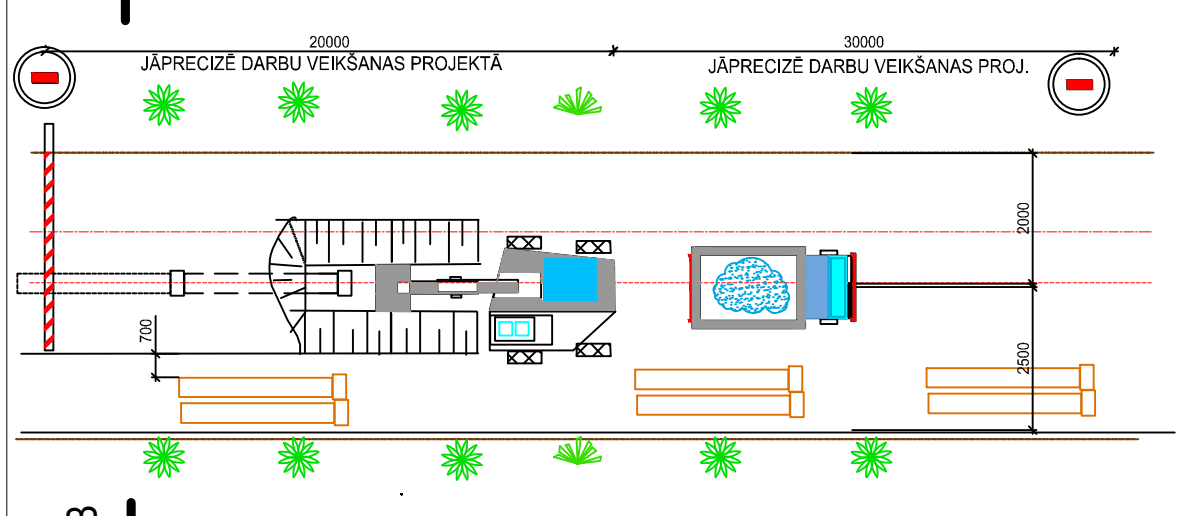 20000
30000
JĀPRECIZĒ DARBU VEIKŠANAS PROJEKTĀ
JĀPRECIZĒ DARBU VEIKŠANAS PROJ.
2000
700
2500